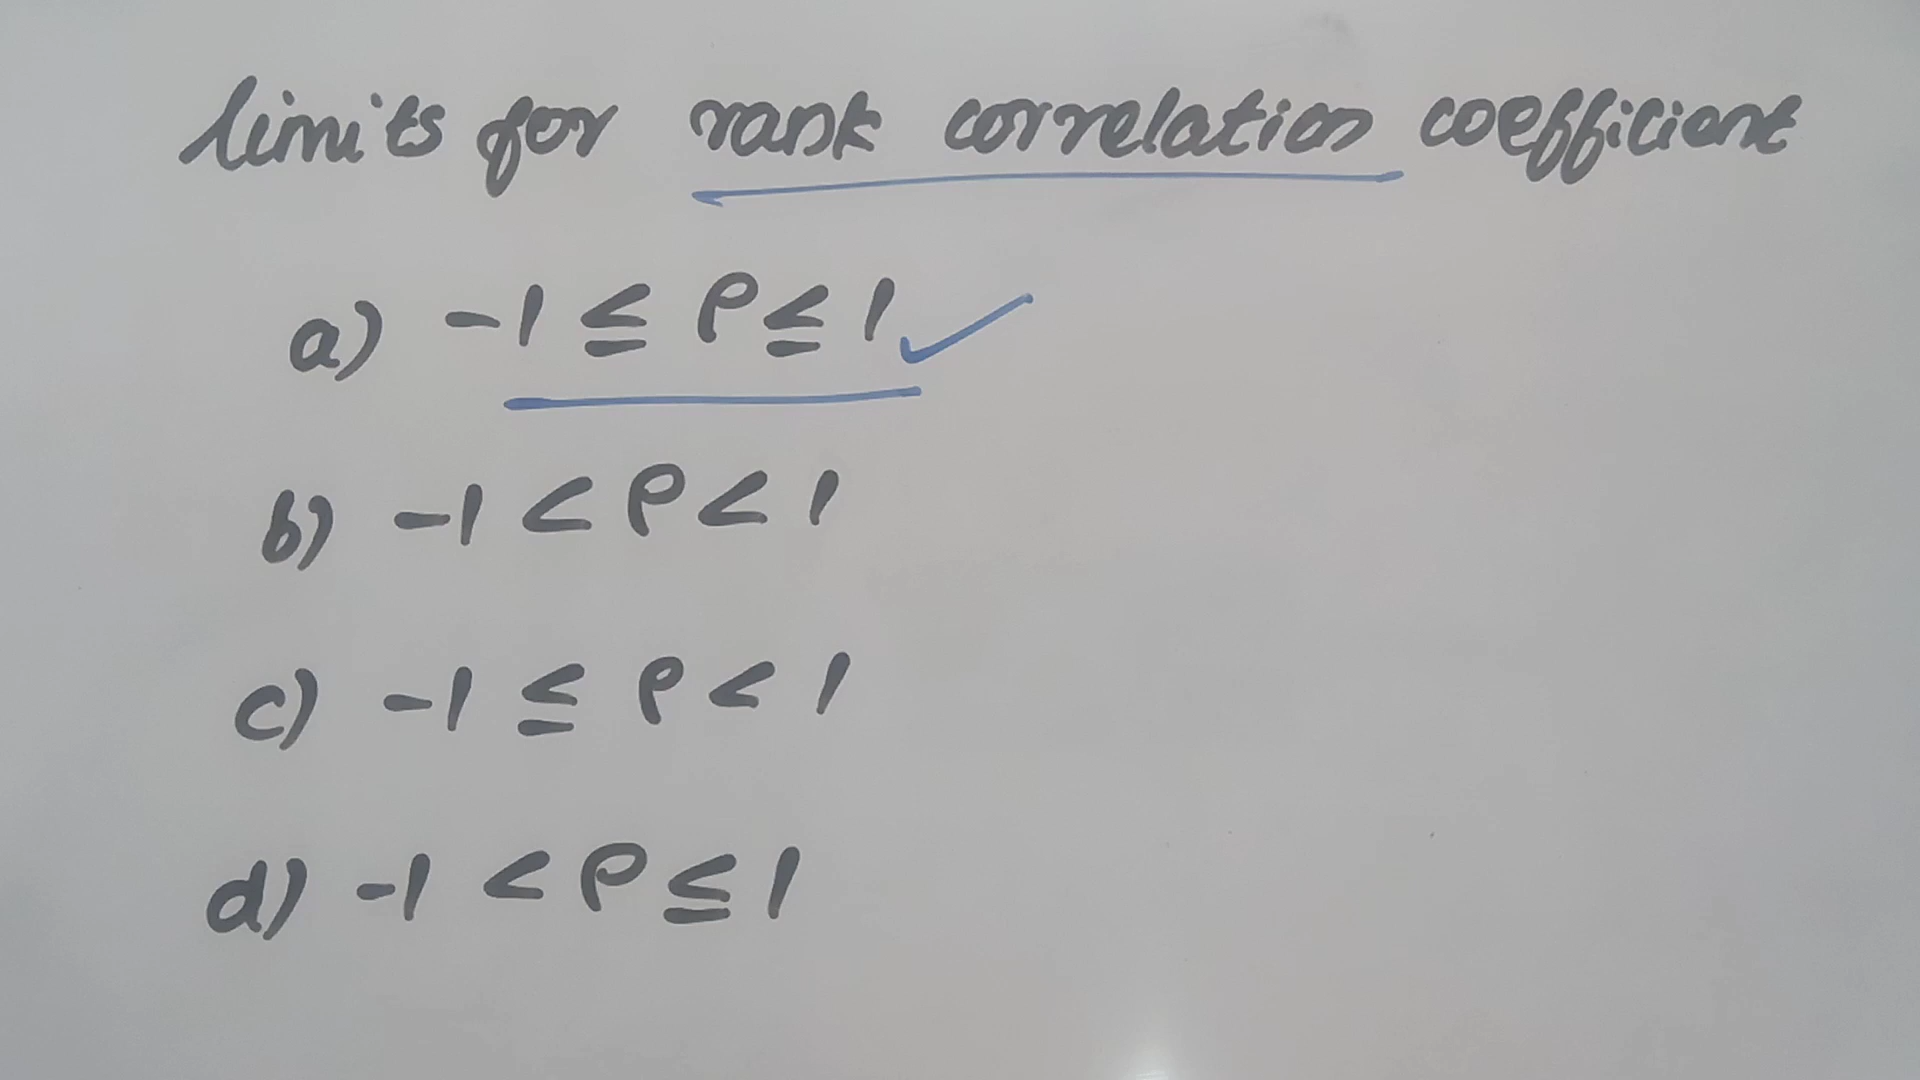 limits for rank correlation coefficient
a) -1 ≤ ρ ≤ 1 ✓
b) -1 < ρ < 1
c) -1 ≤ ρ < 1
d) -1 < ρ ≤ 1